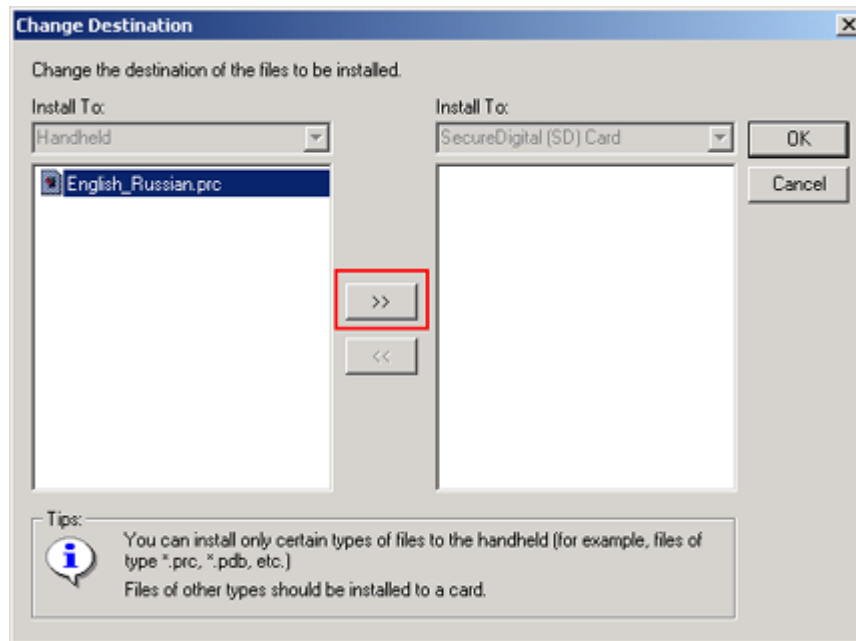 Change Destination
Change the destination of the files to be installed.
Install To:
Install To:
Handheld
SecureDigital (SD) Card
OK
English_Russian.prc
Cancel
>>
<<
Tips:
You can install only certain types of files to the handheld (for example, files of
type *.prc, *.pdb, etc.)
Files of other types should be installed to a card.